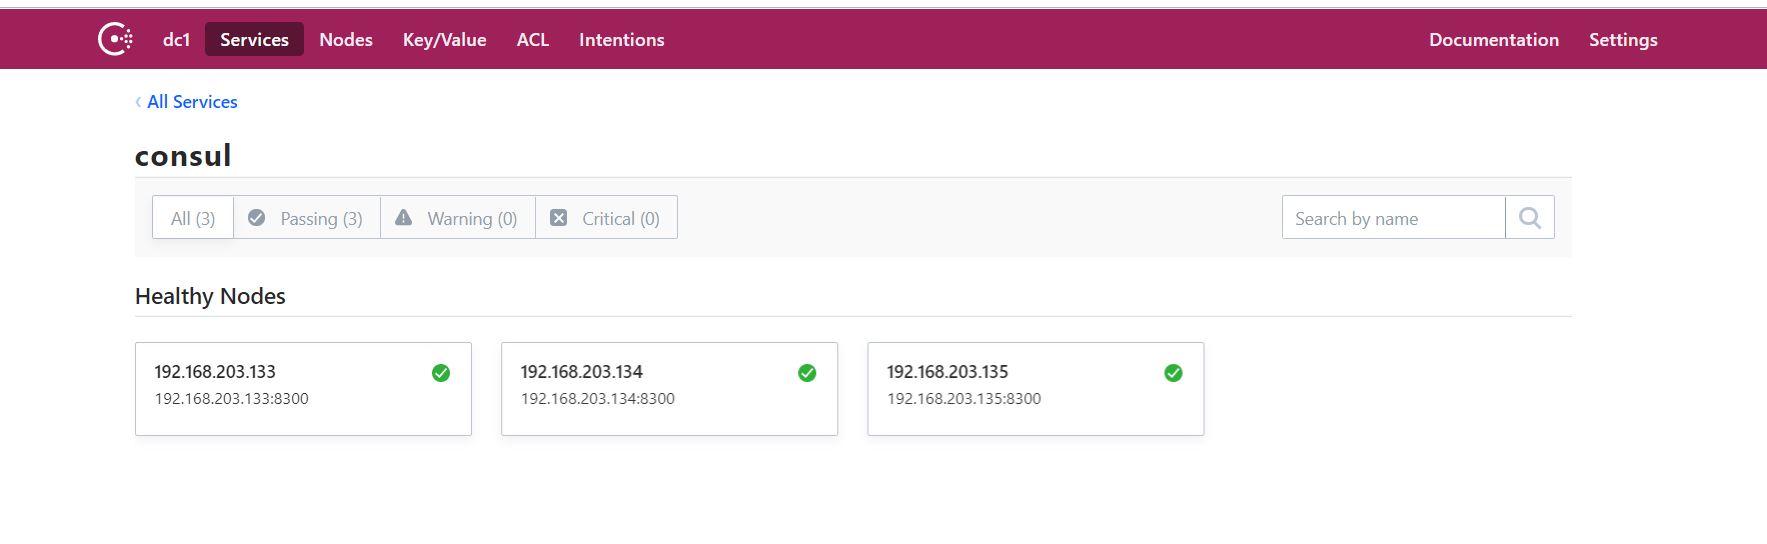 dc1 Services Nodes Key/Value ACL Intentions Documentation Settings
All Services
consul
All (3) Passing (3) Warning (0) Critical (0) Search by name
Healthy Nodes
192.168.203.133 192.168.203.134 192.168.203.135
192.168.203.133:8300 192.168.203.134:8300 192.168.203.135:8300